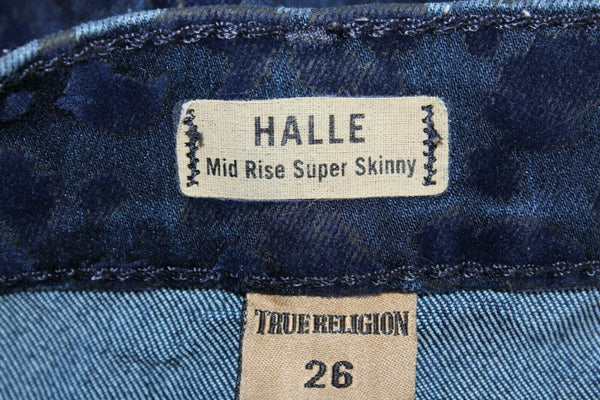 HALLE
Mid Rise Super Skinny
TRUE RELIGION
26